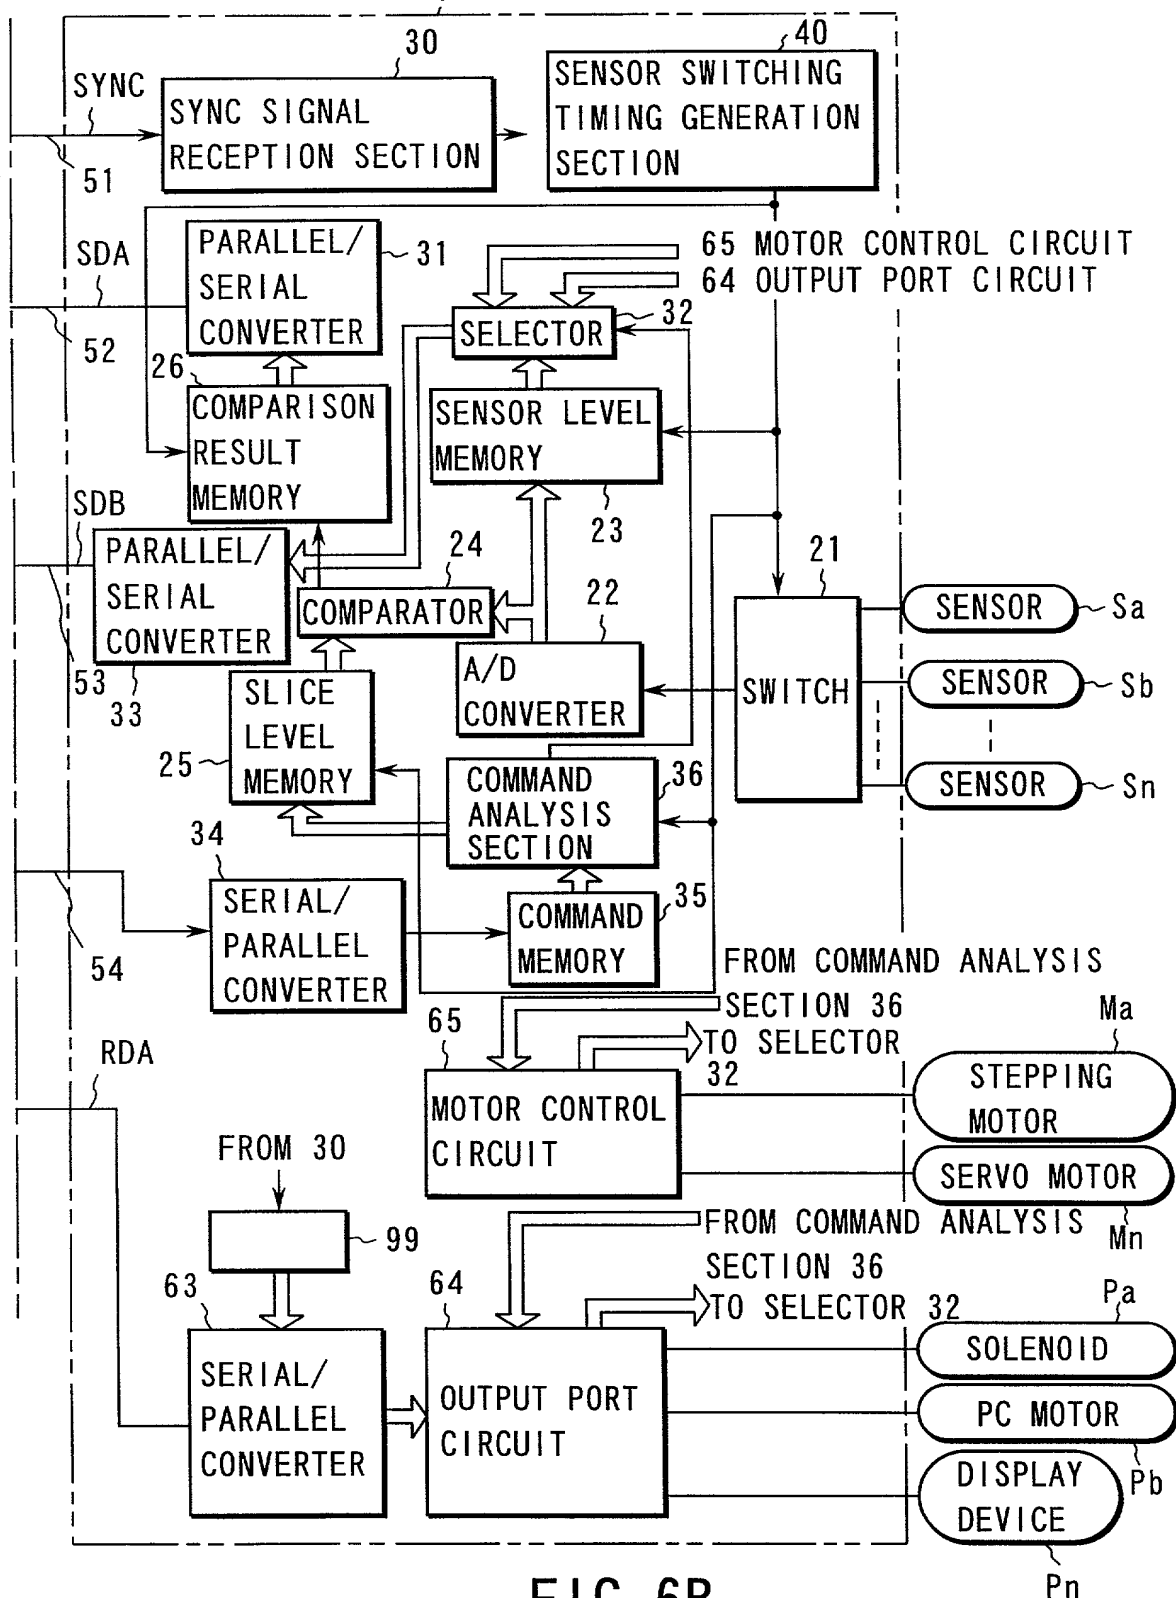 30
40
SYNC
SYNC SIGNAL
RECEPTION SECTION
SENSOR SWITCHING
TIMING GENERATION
SECTION
51
SDA
PARALLEL/
SERIAL
CONVERTER
31
65 MOTOR CONTROL CIRCUIT
64 OUTPUT PORT CIRCUIT
52
SELECTOR
32
26
COMPARISON
RESULT
MEMORY
SENSOR LEVEL
MEMORY
23
SDB
PARALLEL/
SERIAL
CONVERTER
53
33
24
COMPARATOR
22
A/D
CONVERTER
21
SWITCH
SENSOR
Sa
SENSOR
Sb
SENSOR
Sn
SLICE
LEVEL
MEMORY
25
COMMAND
ANALYSIS
SECTION
36
34
SERIAL/
PARALLEL
CONVERTER
54
COMMAND
MEMORY
35
FROM COMMAND ANALYSIS
SECTION 36
TO SELECTOR
32
65
MOTOR CONTROL
CIRCUIT
Ma
STEPPING
MOTOR
SERVO MOTOR
Mn
RDA
FROM 30
99
63
SERIAL/
PARALLEL
CONVERTER
FROM COMMAND ANALYSIS
SECTION 36
TO SELECTOR 32
64
OUTPUT PORT
CIRCUIT
Pa
SOLENOID
PC MOTOR
Pb
DISPLAY
DEVICE
Pn
FIG. 6B